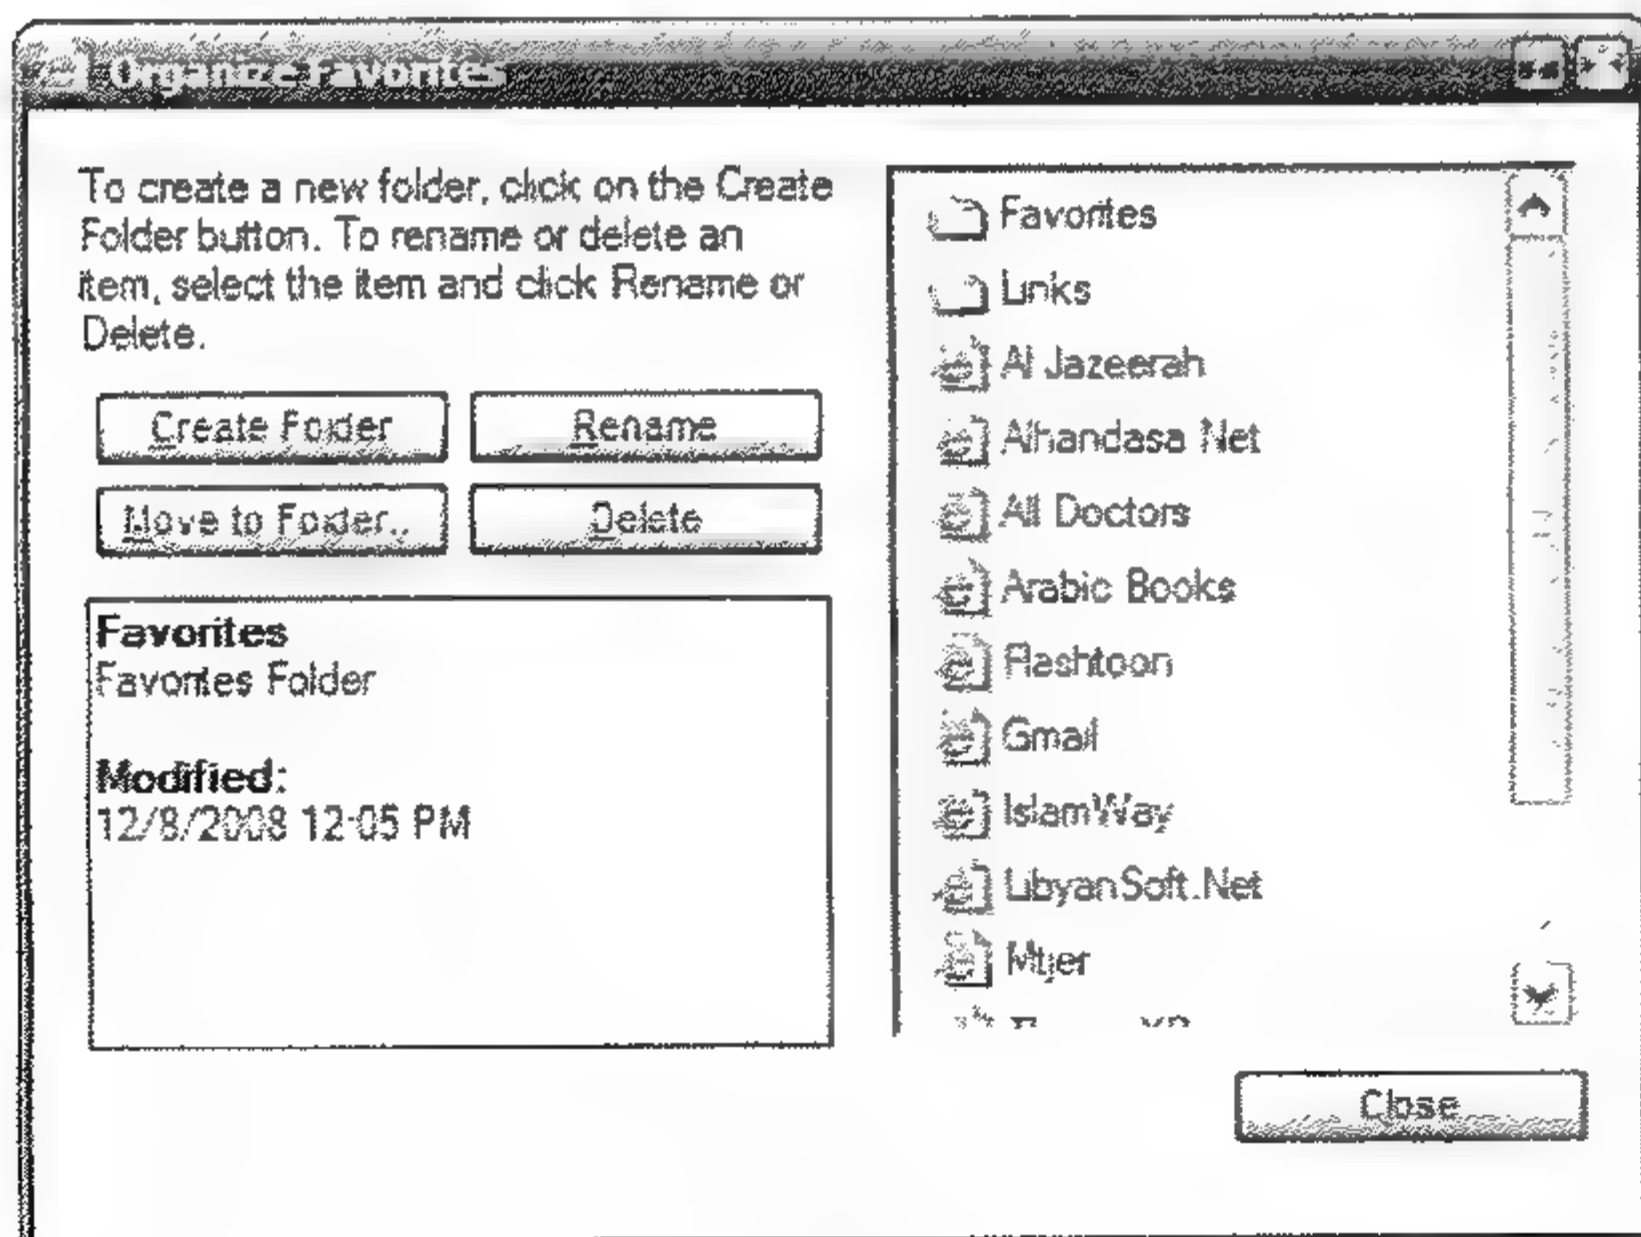 Organize Favorites
To create a new folder, click on the Create
Folder button. To rename or delete an
item, select the item and click Rename or
Delete.
Create Folder
Rename
Move to Folder..
Delete
Favorites
Favorites Folder
Modified:
12/8/2008 12:05 PM
Favorites
Links
Al Jazeerah
Alhandasa Net
All Doctors
Arabic Books
Flashtoon
Gmail
IslamWay
LibyanSoft.Net
Mtjer
Close